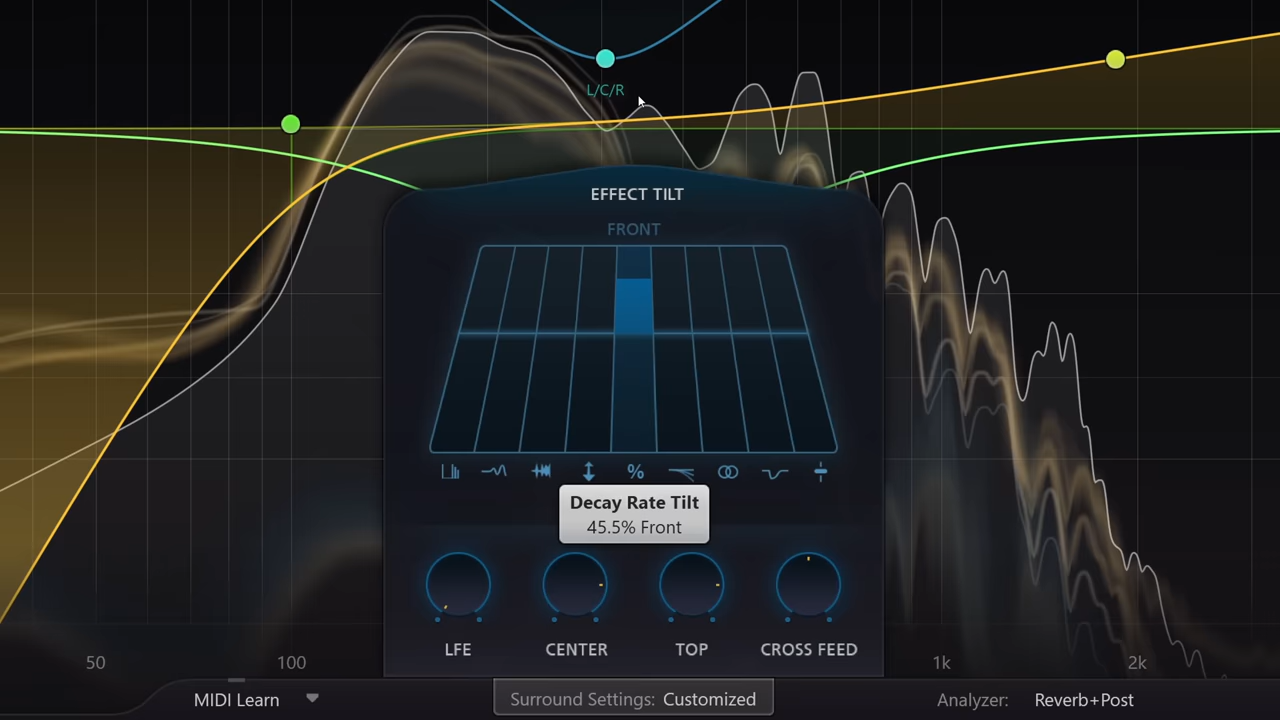 L/C/R
EFFECT TILT
FRONT
%
Decay Rate Tilt
45.5% Front
LFE CENTER TOP CROSS FEED
50 100 1k 2k
MIDI Learn Surround Settings: Customized Analyzer: Reverb+Post